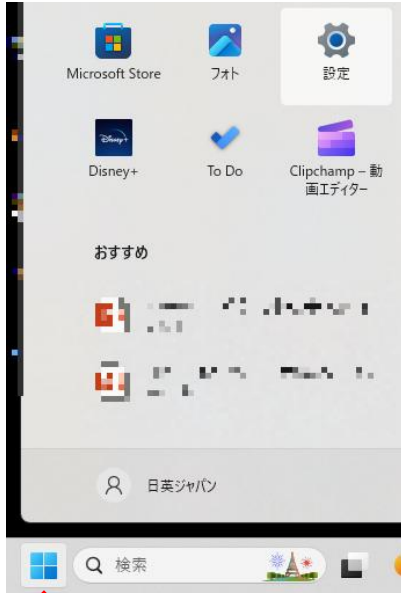 Microsoft Store
フォト
設定
Disney+
Disney+
To Do
Clipchamp – 動
画エディター
おすすめ
日英ジャパン
検索